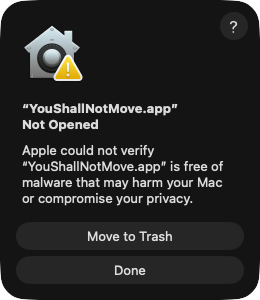 ?
“YouShallNotMove.app”
Not Opened
Apple could not verify
“YouShallNotMove.app” is free of
malware that may harm your Mac
or compromise your privacy.
Move to Trash
Done